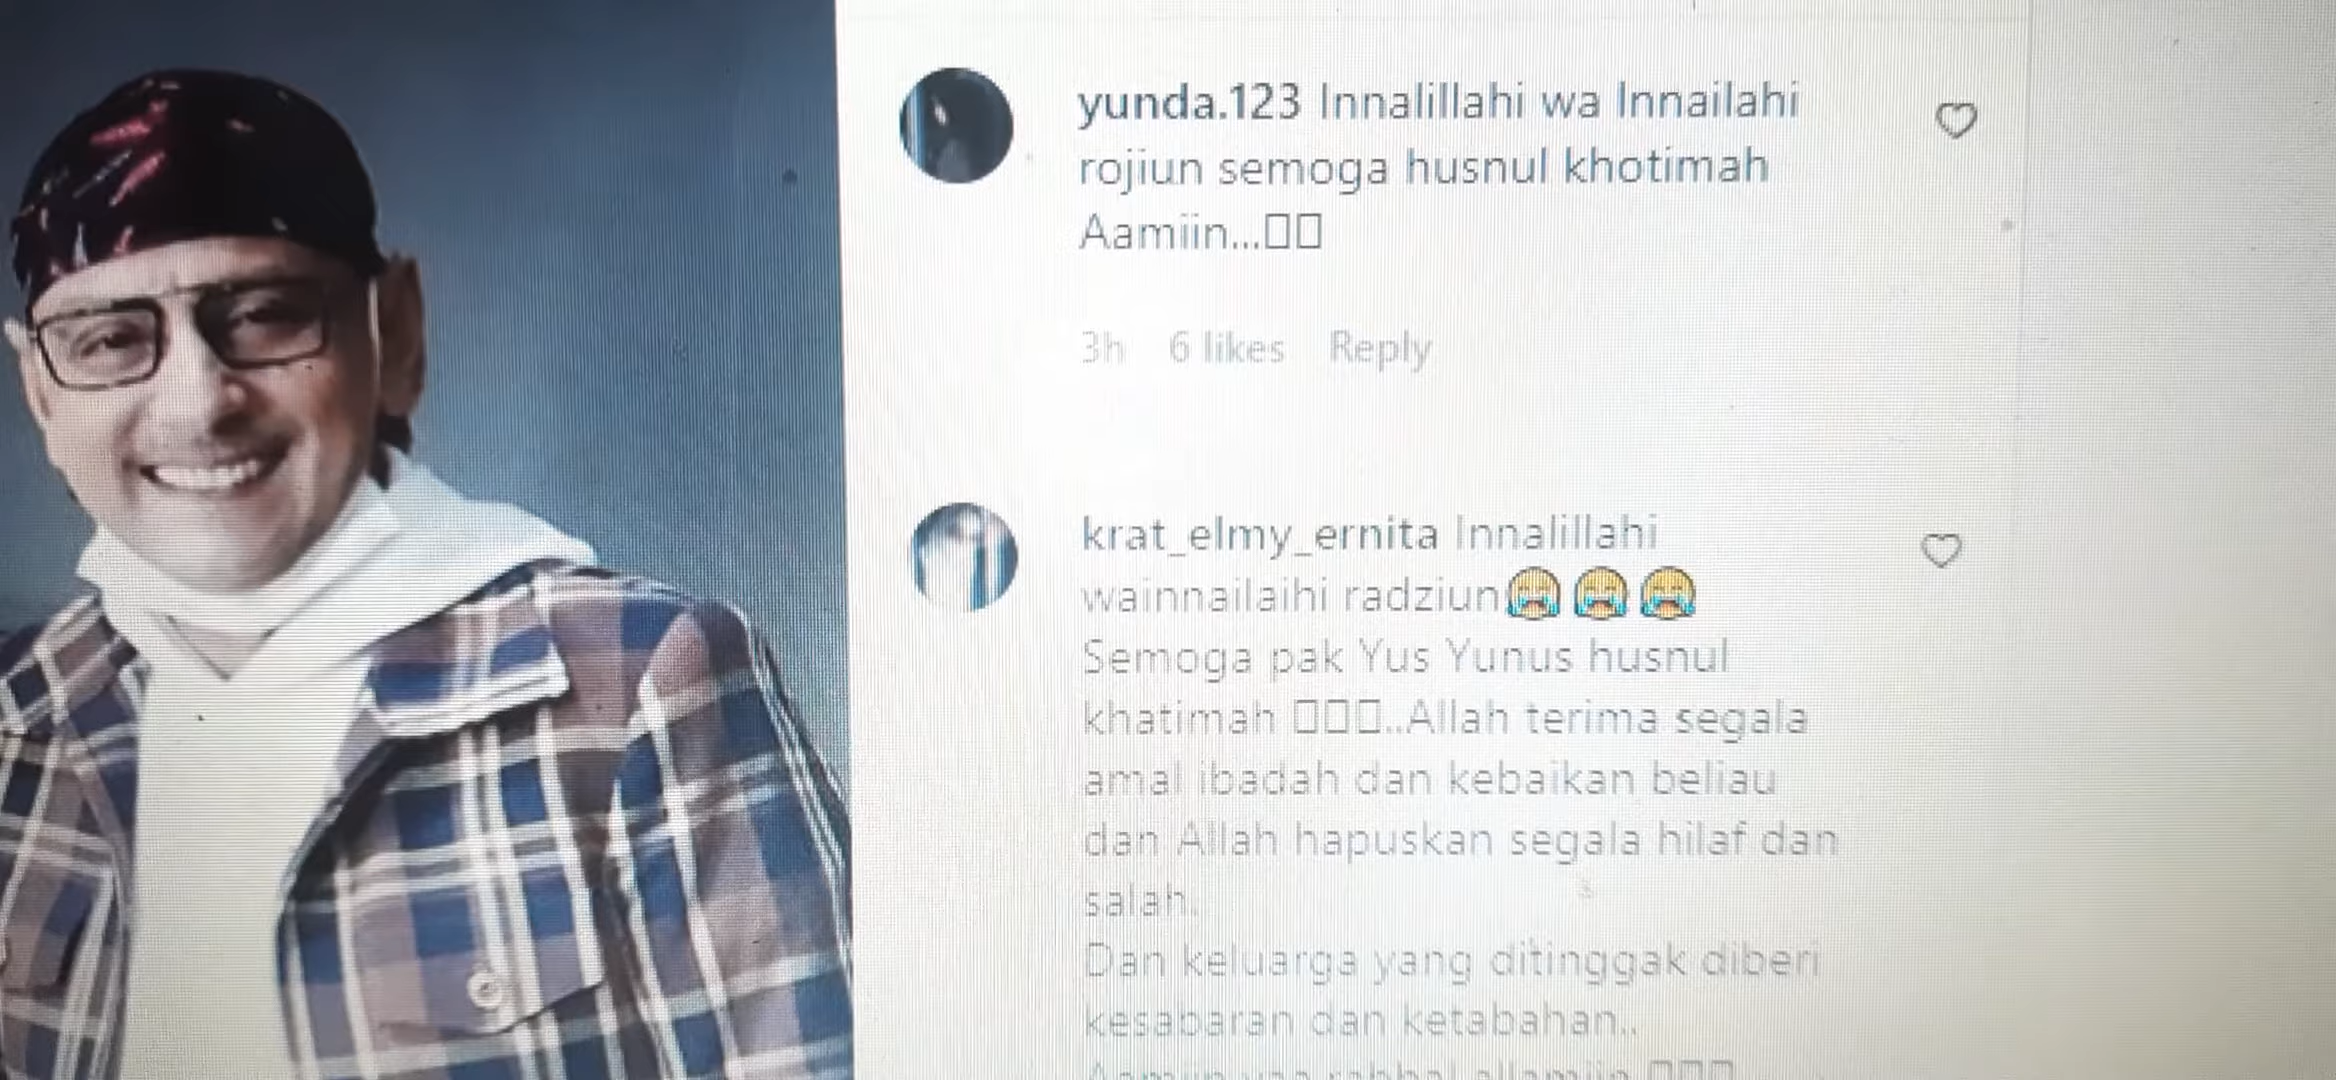 yunda.123 Innalillahi wa Innailahi
rojiun semoga husnul khotimah
Aamiin...
3h 6 likes Reply
krat_elmy_ernita Innalillahi
wainnailaihi radziun😭😭😭
Semoga pak Yus Yunus husnul
khatimah ..Allah terima segala
amal ibadah dan kebaikan beliau
dan Allah hapuskan segala hilaf dan
salah.
Dan keluarga yang ditinggak diberi
kesabaran dan ketabahan..